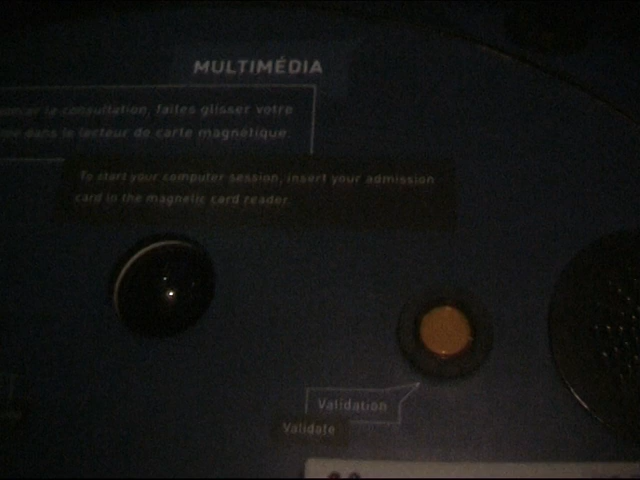 MULTIMÉDIA
la consultation, faites glisser votre
dans le lecteur de carte magnétique.
To start your computer session, insert your admission
card in the magnetic card reader.
Validation
Validate